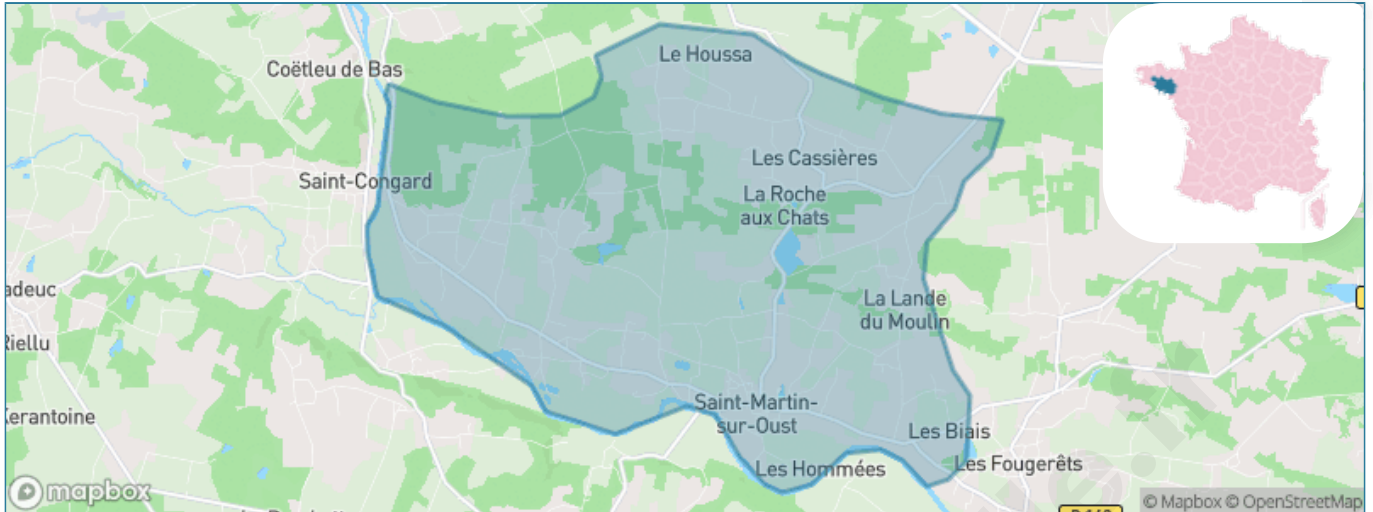 Le Houssa
Coëtleu de Bas
Les Cassières
Saint-Congard
La Roche
aux Chats
adeuc
La Lande
du Moulin
Riellu
Saint-Martin-
sur-Oust
Kerantoine
Les Biais
Les Hommées
Les Fougerêts
mapbox
© Mapbox © OpenStreetMap